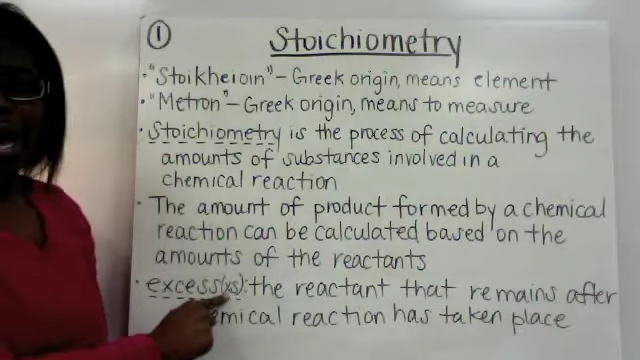 1 Stoichiometry
· "Stoikheioin" – Greek origin, means element
· "Metron" – Greek origin, means to measure
· Stoichiometry is the process of calculating the
amounts of substances involved in a
chemical reaction
· The amount of product formed by a chemical
reaction can be calculated based on the
amounts of the reactants
· excess(xs): the reactant that remains after
emical reaction has taken place